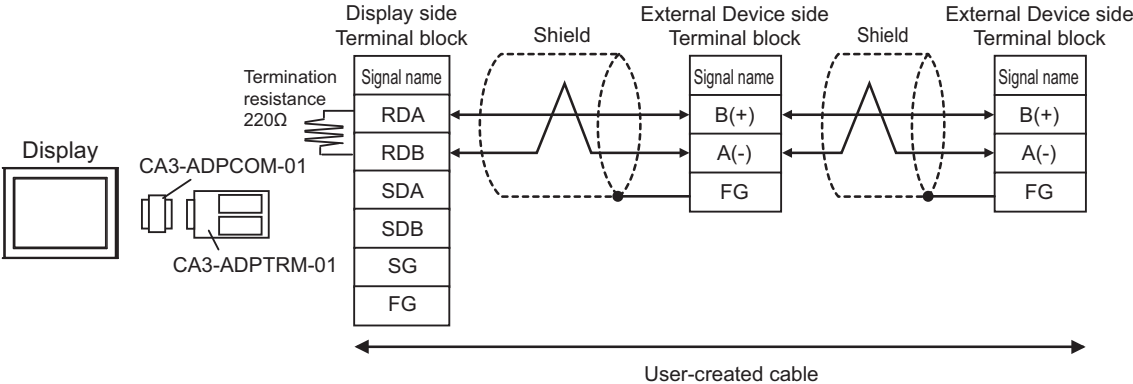 Display side
Terminal block
Shield
External Device side
Terminal block
Shield
External Device side
Terminal block
Termination
resistance
220Ω
Signal name
RDA
RDB
SDA
SDB
SG
FG
Signal name
B(+)
A(-)
FG
Signal name
B(+)
A(-)
FG
Display
CA3-ADPCOM-01
CA3-ADPTRM-01
User-created cable